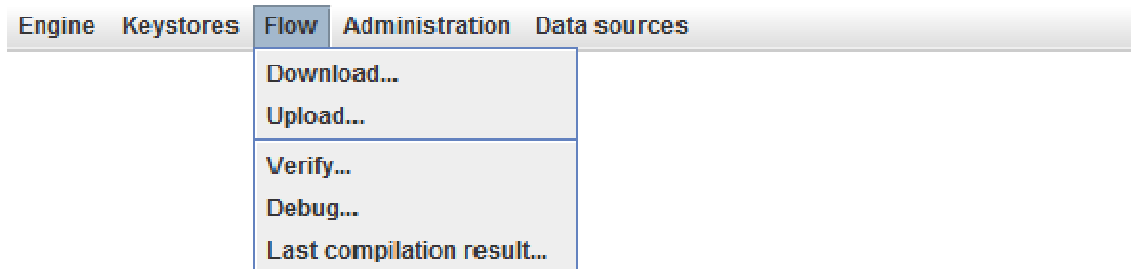 Engine Keystores Flow Administration Data sources
Download...
Upload...
Verify...
Debug...
Last compilation result...